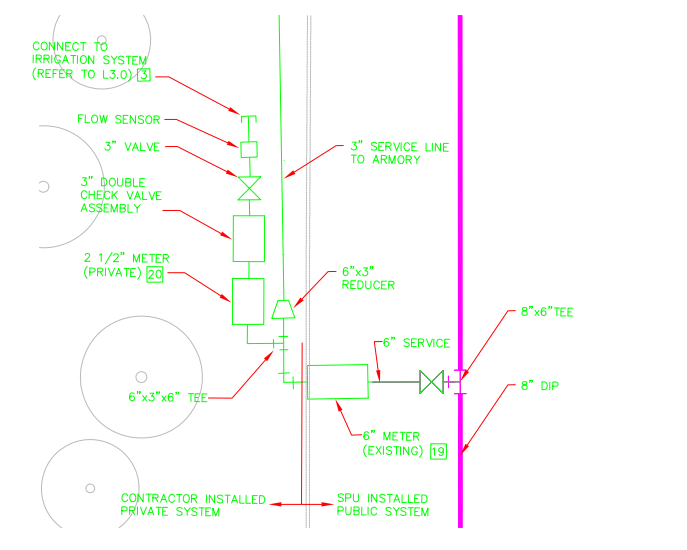 CONNECT TO
IRRIGATION SYSTEM
(REFER TO L3.0) 3
FLOW SENSOR
3" VALVE
3" SERVICE LINE
TO ARMORY
3" DOUBLE
CHECK VALVE
ASSEMBLY
2 1/2" METER
(PRIVATE) 20
6"x3"
REDUCER
8"x6"TEE
6" SERVICE
8" DIP
6"x3"x6" TEE
6" METER
(EXISTING) 19
CONTRACTOR INSTALLED
PRIVATE SYSTEM
SPU INSTALLED
PUBLIC SYSTEM